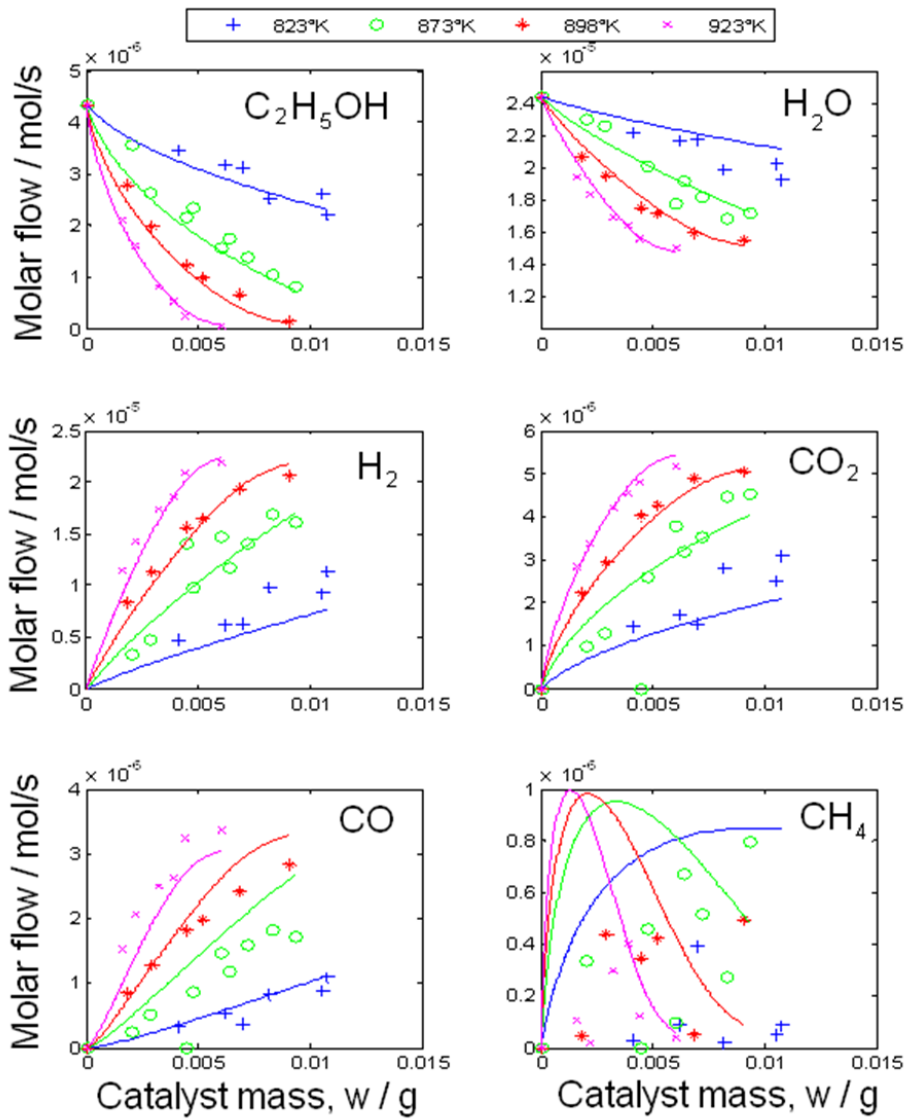 823°K 873°K 898°K 923°K
× 10⁻⁶ × 10⁻⁵
C₂H₅OH H₂O
Molar flow / mol/s
5
4
3
2
1
0
2.4
2.2
2
1.8
1.6
1.4
1.2
0 0.005 0.01 0.015 0 0.005 0.01 0.015
× 10⁻⁵ × 10⁻⁶
H₂ CO₂
Molar flow / mol/s
2.5
2
1.5
1
0.5
0
6
5
4
3
2
1
0
0 0.005 0.01 0.015 0 0.005 0.01 0.015
× 10⁻⁶ × 10⁻⁶
CO CH₄
Molar flow / mol/s
4
3
2
1
0
1
0.8
0.6
0.4
0.2
0
0 0.005 0.01 0.015 0 0.005 0.01 0.015
Catalyst mass, w / g Catalyst mass, w / g